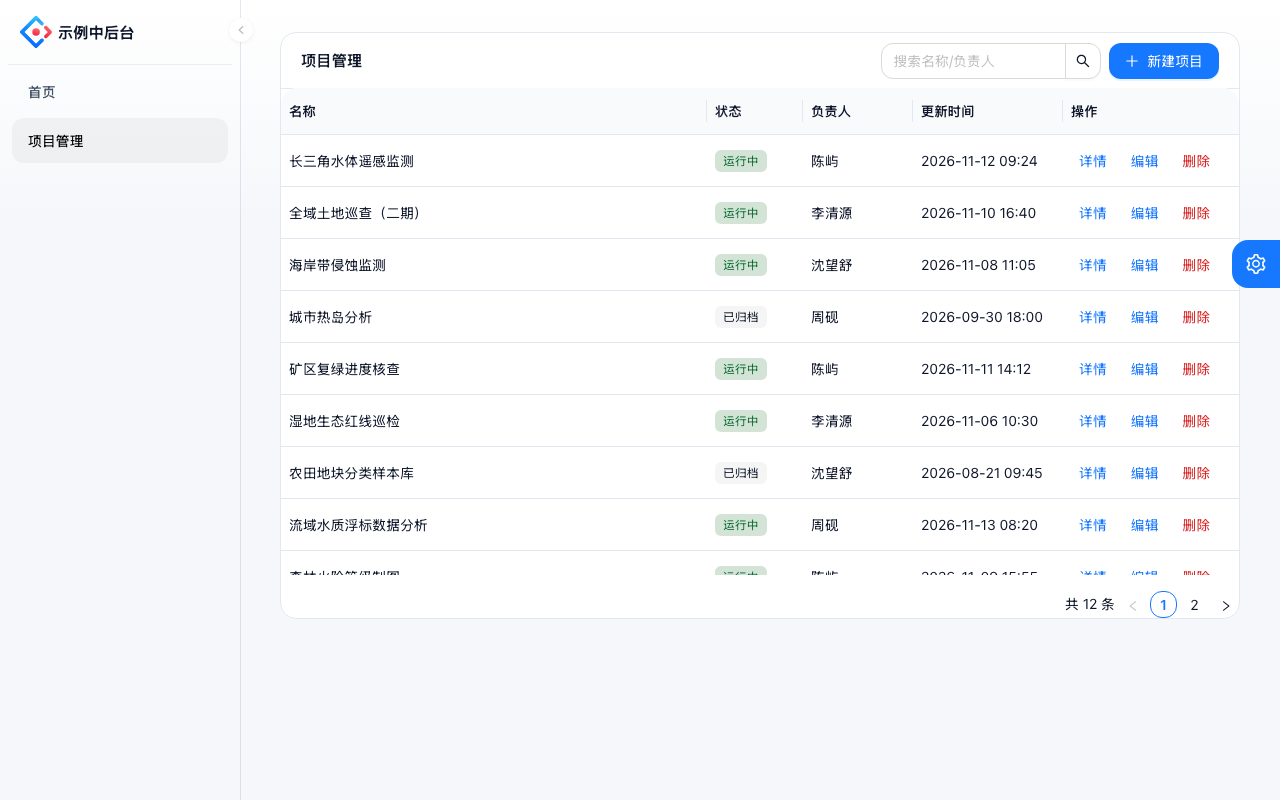 示例中后台
首页
项目管理
项目管理
搜索名称/负责人
新建项目
名称 状态 负责人 更新时间 操作
长三角水体遥感监测 运行中 陈屿 2026-11-12 09:24 详情 编辑 删除
全域土地巡查（二期） 运行中 李清源 2026-11-10 16:40 详情 编辑 删除
海岸带侵蚀监测 运行中 沈望舒 2026-11-08 11:05 详情 编辑 删除
城市热岛分析 已归档 周砚 2026-09-30 18:00 详情 编辑 删除
矿区复绿进度核查 运行中 陈屿 2026-11-11 14:12 详情 编辑 删除
湿地生态红线巡检 运行中 李清源 2026-11-06 10:30 详情 编辑 删除
农田地块分类样本库 已归档 沈望舒 2026-08-21 09:45 详情 编辑 删除
流域水质浮标数据分析 运行中 周砚 2026-11-13 08:20 详情 编辑 删除
运行中 陈屿 详情 编辑 删除
共 12 条 1 2